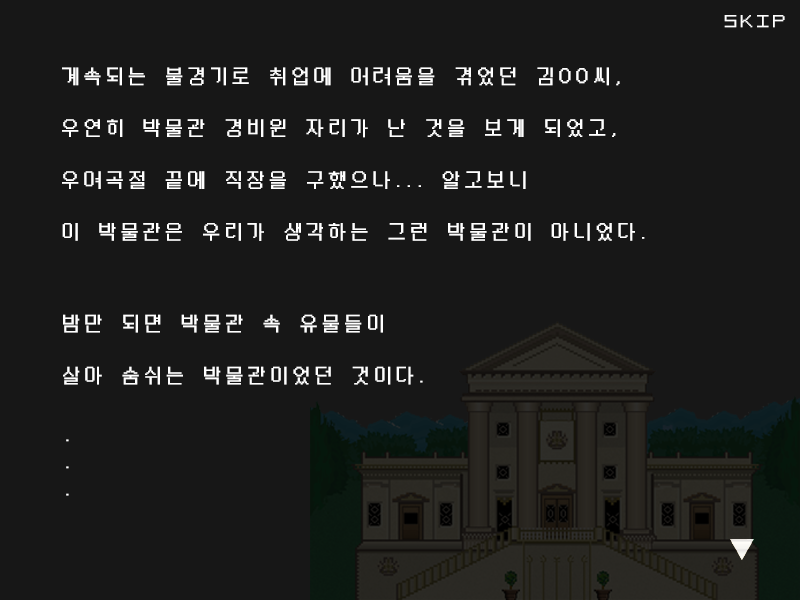 SKIP
계속되는 불경기로 취업에 어려움을 겪었던 김OO씨,
우연히 박물관 경비원 자리가 난 것을 보게 되었고,
우여곡절 끝에 직장을 구했으나... 알고보니
이 박물관은 우리가 생각하는 그런 박물관이 아니었다.
밤만 되면 박물관 속 유물들이
살아 숨쉬는 박물관이었던 것이다.
.
.
.